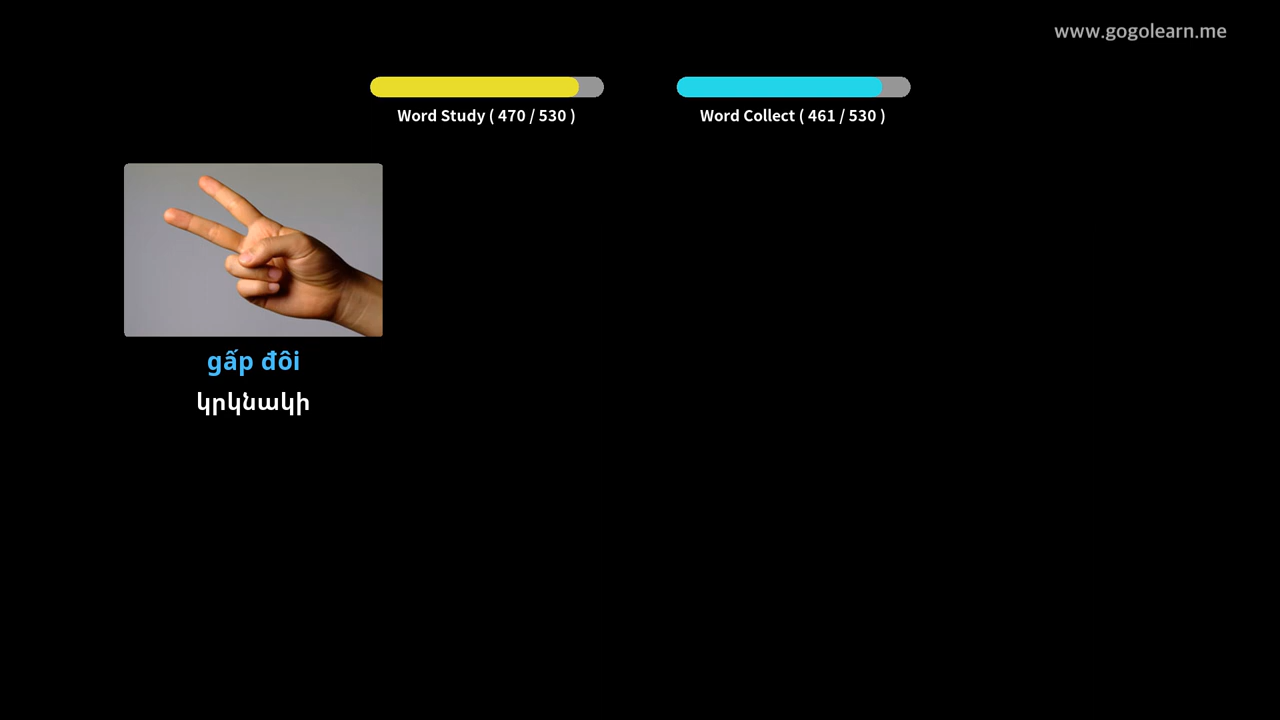 www.gogolearn.me
Word Study ( 470 / 530 )
Word Collect ( 461 / 530 )
gấp đôi
կրկնակի